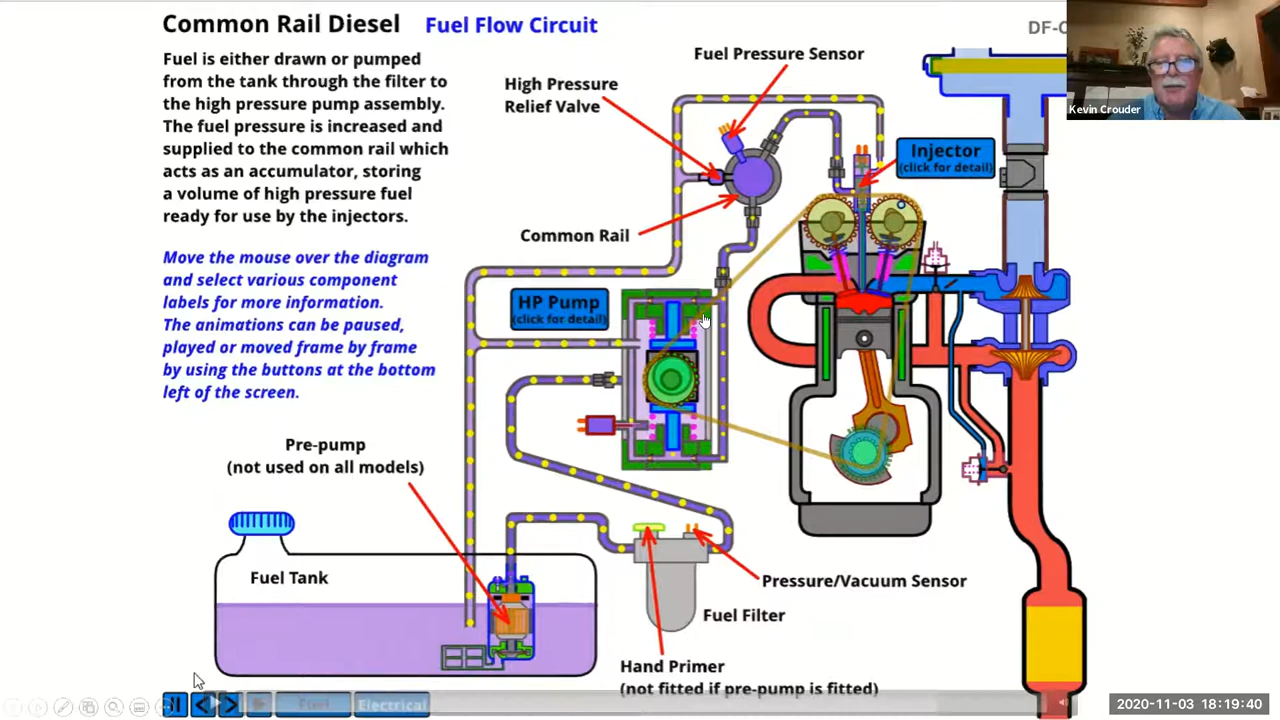 Common Rail Diesel Fuel Flow Circuit
DF-C
Fuel is either drawn or pumped
from the tank through the filter to
the high pressure pump assembly.
The fuel pressure is increased and
supplied to the common rail which
acts as an accumulator, storing
a volume of high pressure fuel
ready for use by the injectors.
Move the mouse over the diagram
and select various component
labels for more information.
The animations can be paused,
played or moved frame by frame
by using the buttons at the bottom
left of the screen.
Fuel Pressure Sensor
High Pressure
Relief Valve
Kevin Crouder
Injector
(click for detail)
Common Rail
HP Pump
(click for detail)
Pre-pump
(not used on all models)
Fuel Tank
Pressure/Vacuum Sensor
Fuel Filter
Hand Primer
(not fitted if pre-pump is fitted)
Fuel
Electrical
2020-11-03 18:19:40